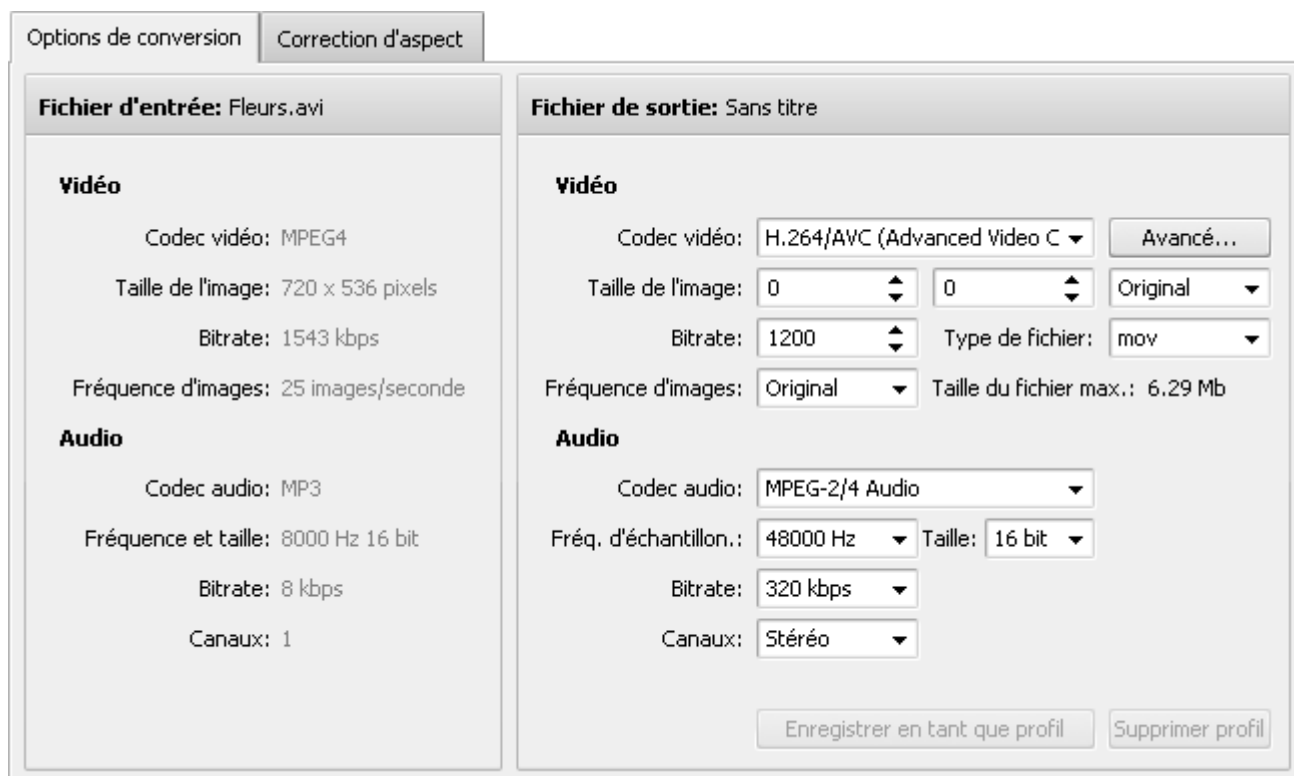 Options de conversion
Correction d'aspect
Fichier d'entrée: Fleurs.avi
Vidéo
Codec vidéo: MPEG4
Taille de l'image: 720 x 536 pixels
Bitrate: 1543 kbps
Fréquence d'images: 25 images/seconde
Audio
Codec audio: MP3
Fréquence et taille: 8000 Hz 16 bit
Bitrate: 8 kbps
Canaux: 1
Fichier de sortie: Sans titre
Vidéo
Codec vidéo: H.264/AVC (Advanced Video C Avancé...
Taille de l'image: 0 0 Original
Bitrate: 1200 Type de fichier: mov
Fréquence d'images: Original Taille du fichier max.: 6.29 Mb
Audio
Codec audio: MPEG-2/4 Audio
Fréq. d'échantillon.: 48000 Hz Taille: 16 bit
Bitrate: 320 kbps
Canaux: Stéréo
Enregistrer en tant que profil Supprimer profil